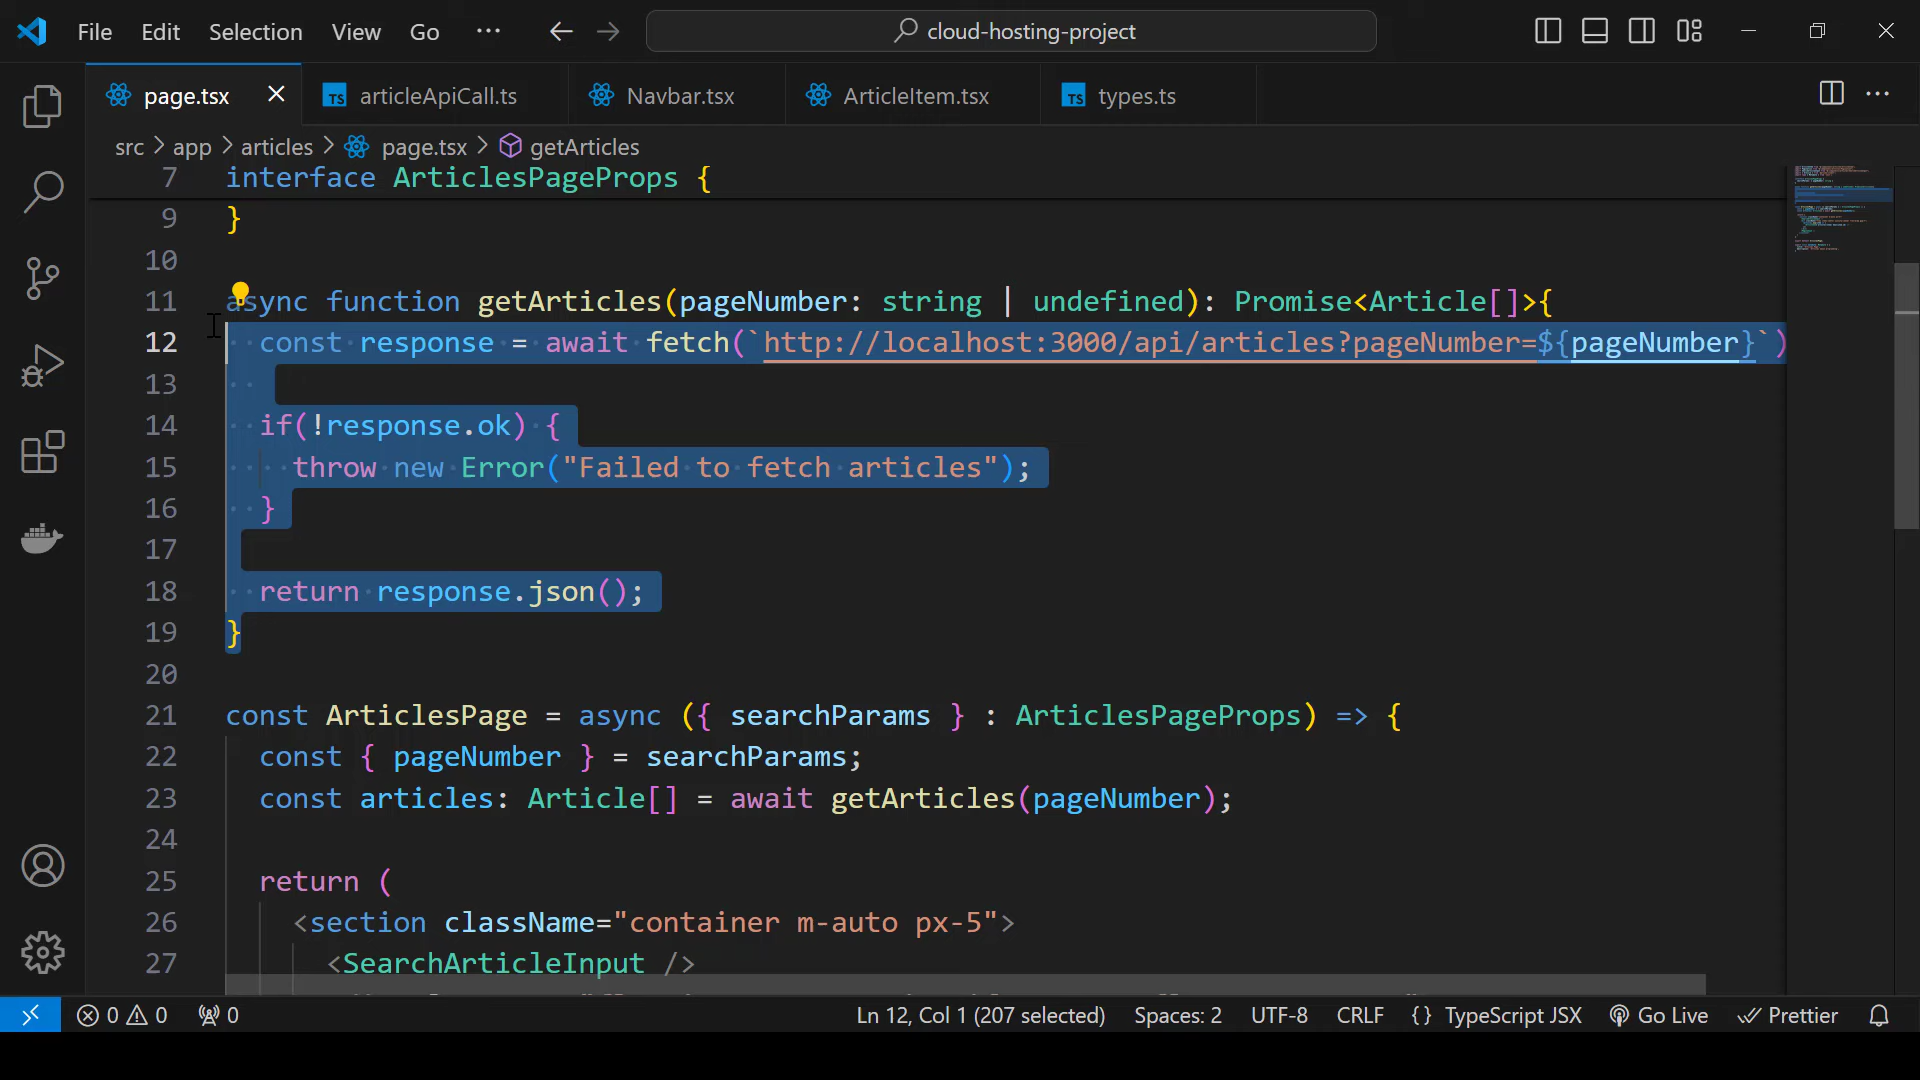 File Edit Selection View Go ··· cloud-hosting-project
page.tsx articleApiCall.ts Navbar.tsx ArticleItem.tsx types.ts
src > app > articles > page.tsx > getArticles
7 interface ArticlesPageProps {
9 }
10
11 async function getArticles(pageNumber: string | undefined): Promise<Article[]>{
12 const response = await fetch(`http://localhost:3000/api/articles?pageNumber=${pageNumber}`)
13
14 if(!response.ok) {
15 throw new Error("Failed to fetch articles");
16 }
17
18 return response.json();
19 }
20
21 const ArticlesPage = async ({ searchParams } : ArticlesPageProps) => {
22 const { pageNumber } = searchParams;
23 const articles: Article[] = await getArticles(pageNumber);
24
25 return (
26 <section className="container m-auto px-5">
27 <SearchArticleInput />
0 0 0 Ln 12, Col 1 (207 selected) Spaces: 2 UTF-8 CRLF {} TypeScript JSX Go Live Prettier